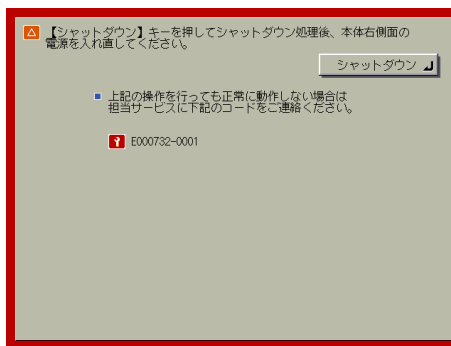 【シャットダウン】キーを押してシャットダウン処理後、本体右側面の
電源を入れ直してください。
シャットダウン
上記の操作を行っても正常に動作しない場合は
担当サービスに下記のコードをご連絡ください。
E000732-0001